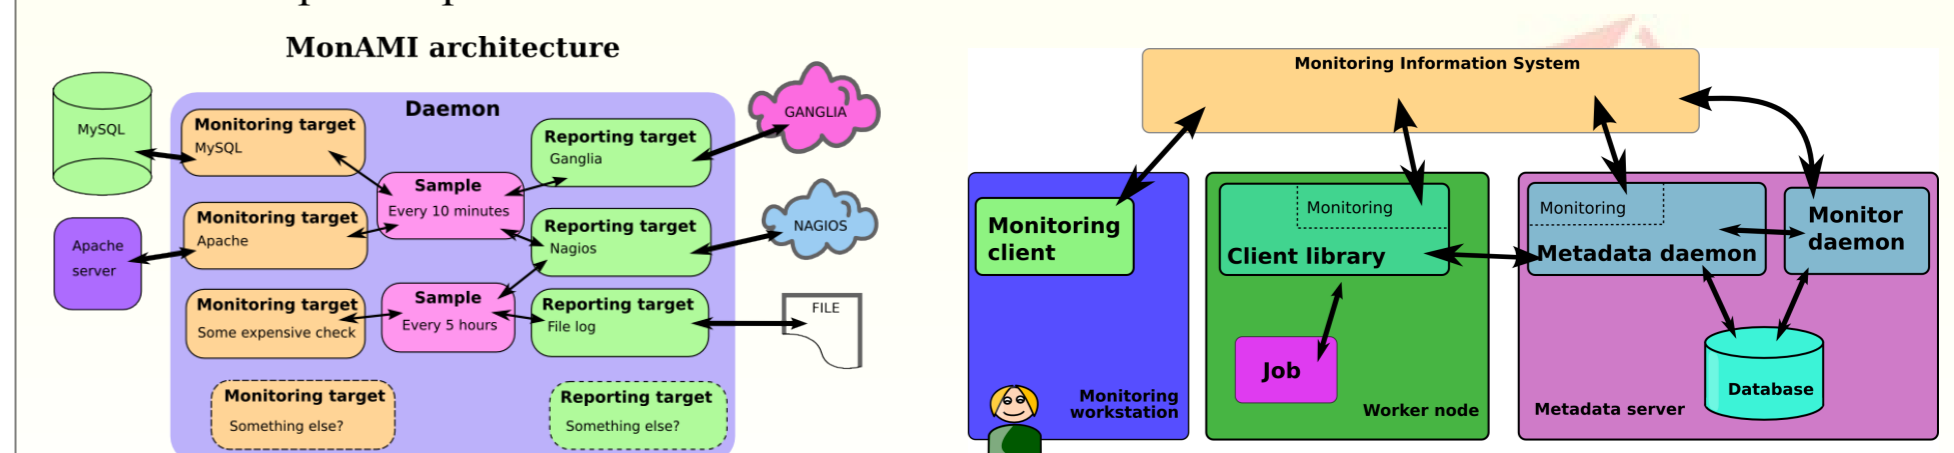 MonAMI architecture
MySQL
Apache
server
Daemon
Monitoring target
MySQL
Monitoring target
Apache
Monitoring target
Some expensive check
Monitoring target
Something else?
Sample
Every 10 minutes
Sample
Every 5 hours
Reporting target
Ganglia
Reporting target
Nagios
Reporting target
File log
Reporting target
Something else?
GANGLIA
NAGIOS
FILE
Monitoring Information System
Monitoring
client
Monitoring
workstation
Monitoring
Client library
Job
Worker node
Monitoring
Metadata daemon
Monitor
daemon
Database
Metadata server